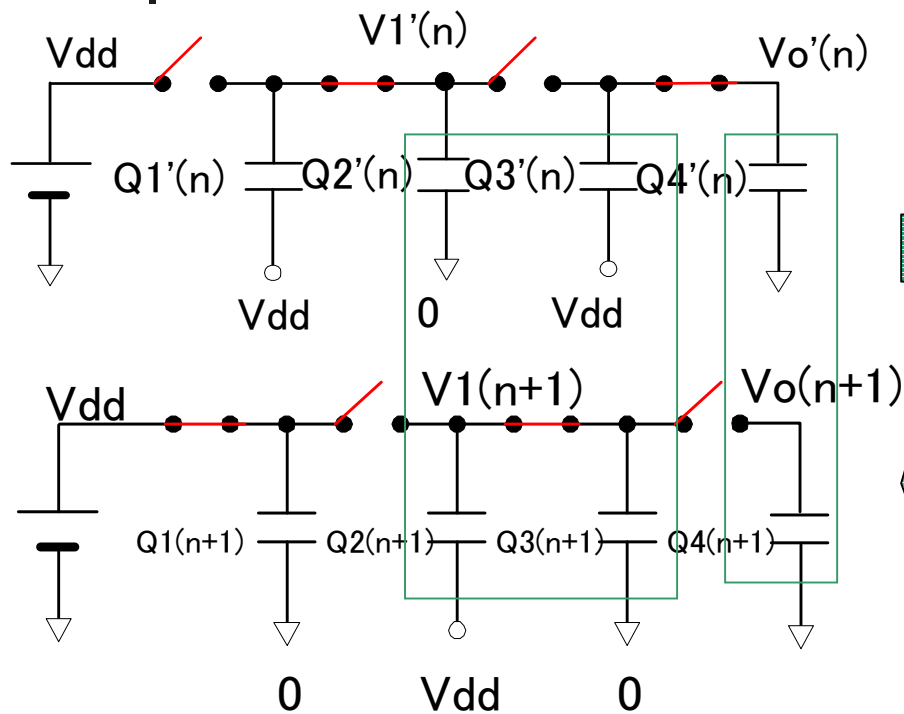 V1'(n)
Vdd
Vo'(n)
Q1'(n)
Q2'(n)
Q3'(n)
Q4'(n)
Vdd
0
Vdd
Vdd
V1(n+1)
Vo(n+1)
Q1(n+1)
Q2(n+1)
Q3(n+1)
Q4(n+1)
0
Vdd
0